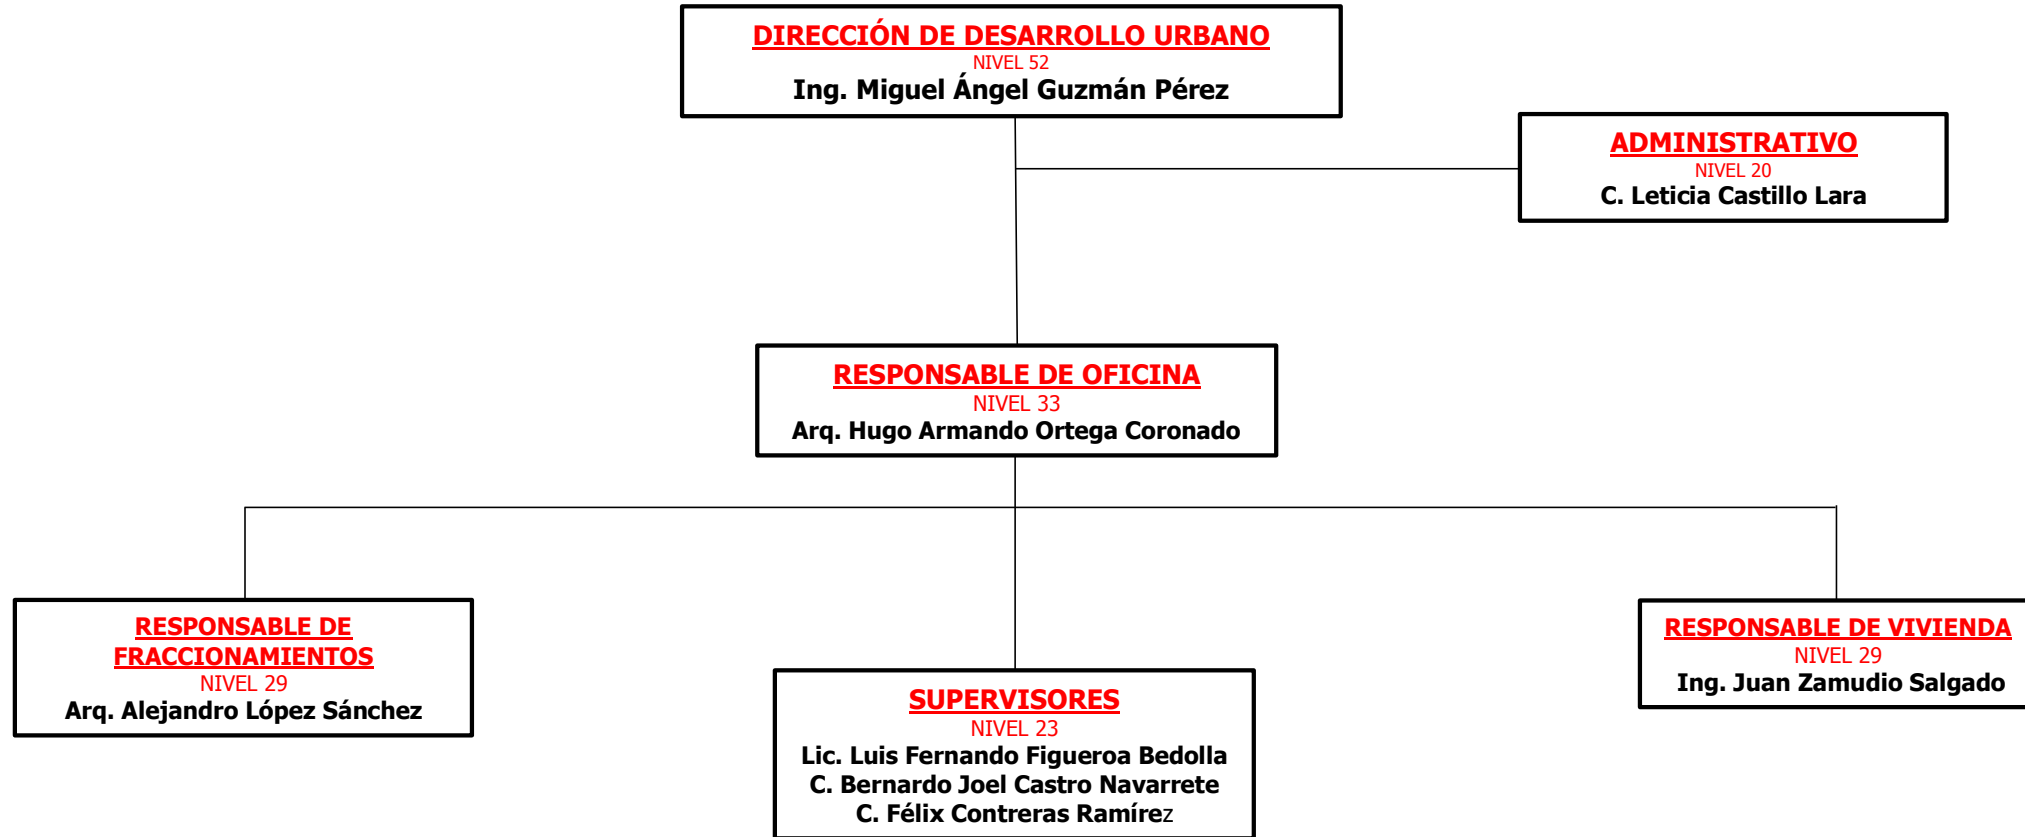 DIRECCIÓN DE DESARROLLO URBANO
NIVEL 52
Ing. Miguel Ángel Guzmán Pérez
ADMINISTRATIVO
NIVEL 20
C. Leticia Castillo Lara
RESPONSABLE DE OFICINA
NIVEL 33
Arq. Hugo Armando Ortega Coronado
RESPONSABLE DE
FRACCIONAMIENTOS
NIVEL 29
Arq. Alejandro López Sánchez
SUPERVISORES
NIVEL 23
Lic. Luis Fernando Figueroa Bedolla
C. Bernardo Joel Castro Navarrete
C. Félix Contreras Ramírez
RESPONSABLE DE VIVIENDA
NIVEL 29
Ing. Juan Zamudio Salgado